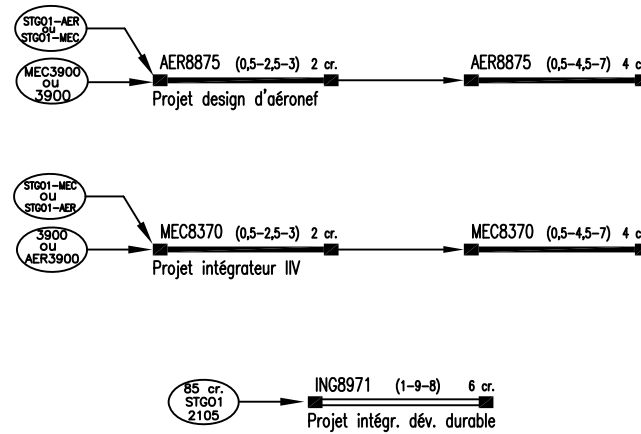 STG01-AER
ou
STG01-MEC
AER8875 (0,5-2,5-3) 2 cr.
AER8875 (0,5-4,5-7) 4 c
MEC3900
ou
3900
Projet design d'aéronef
STG01-MEC
ou
STG01-AER
MEC8370 (0,5-2,5-3) 2 cr.
MEC8370 (0,5-4,5-7) 4 c
3900
ou
AER3900
Projet intégrateur IIV
85 cr.
STG01
2105
ING8971 (1-9-8) 6 cr.
Projet intégr. dév. durable